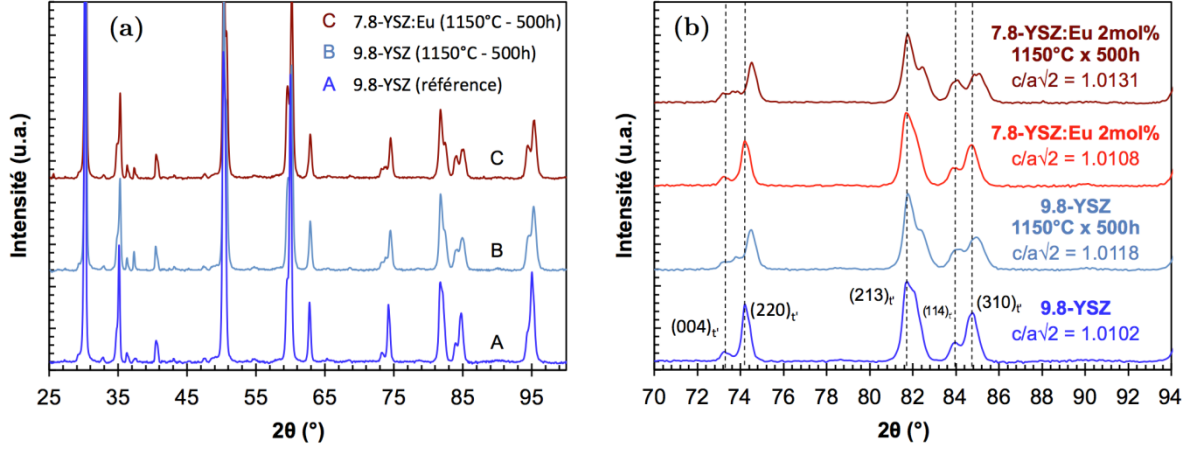 (a)
C 7.8-YSZ:Eu (1150°C - 500h)
B 9.8-YSZ (1150°C - 500h)
A 9.8-YSZ (référence)
Intensité (u.a.)
C
B
A
25 35 45 55 65 75 85 95
2θ (°)
(b)
7.8-YSZ:Eu 2mol%
1150°C x 500h
c/a√2 = 1.0131
7.8-YSZ:Eu 2mol%
c/a√2 = 1.0108
9.8-YSZ
1150°C x 500h
c/a√2 = 1.0118
9.8-YSZ
c/a√2 = 1.0102
(004)t'
(220)t'
(213)t'
(114)t'
(310)t'
Intensité (u.a.)
70 72 74 76 78 80 82 84 86 88 90 92 94
2θ (°)